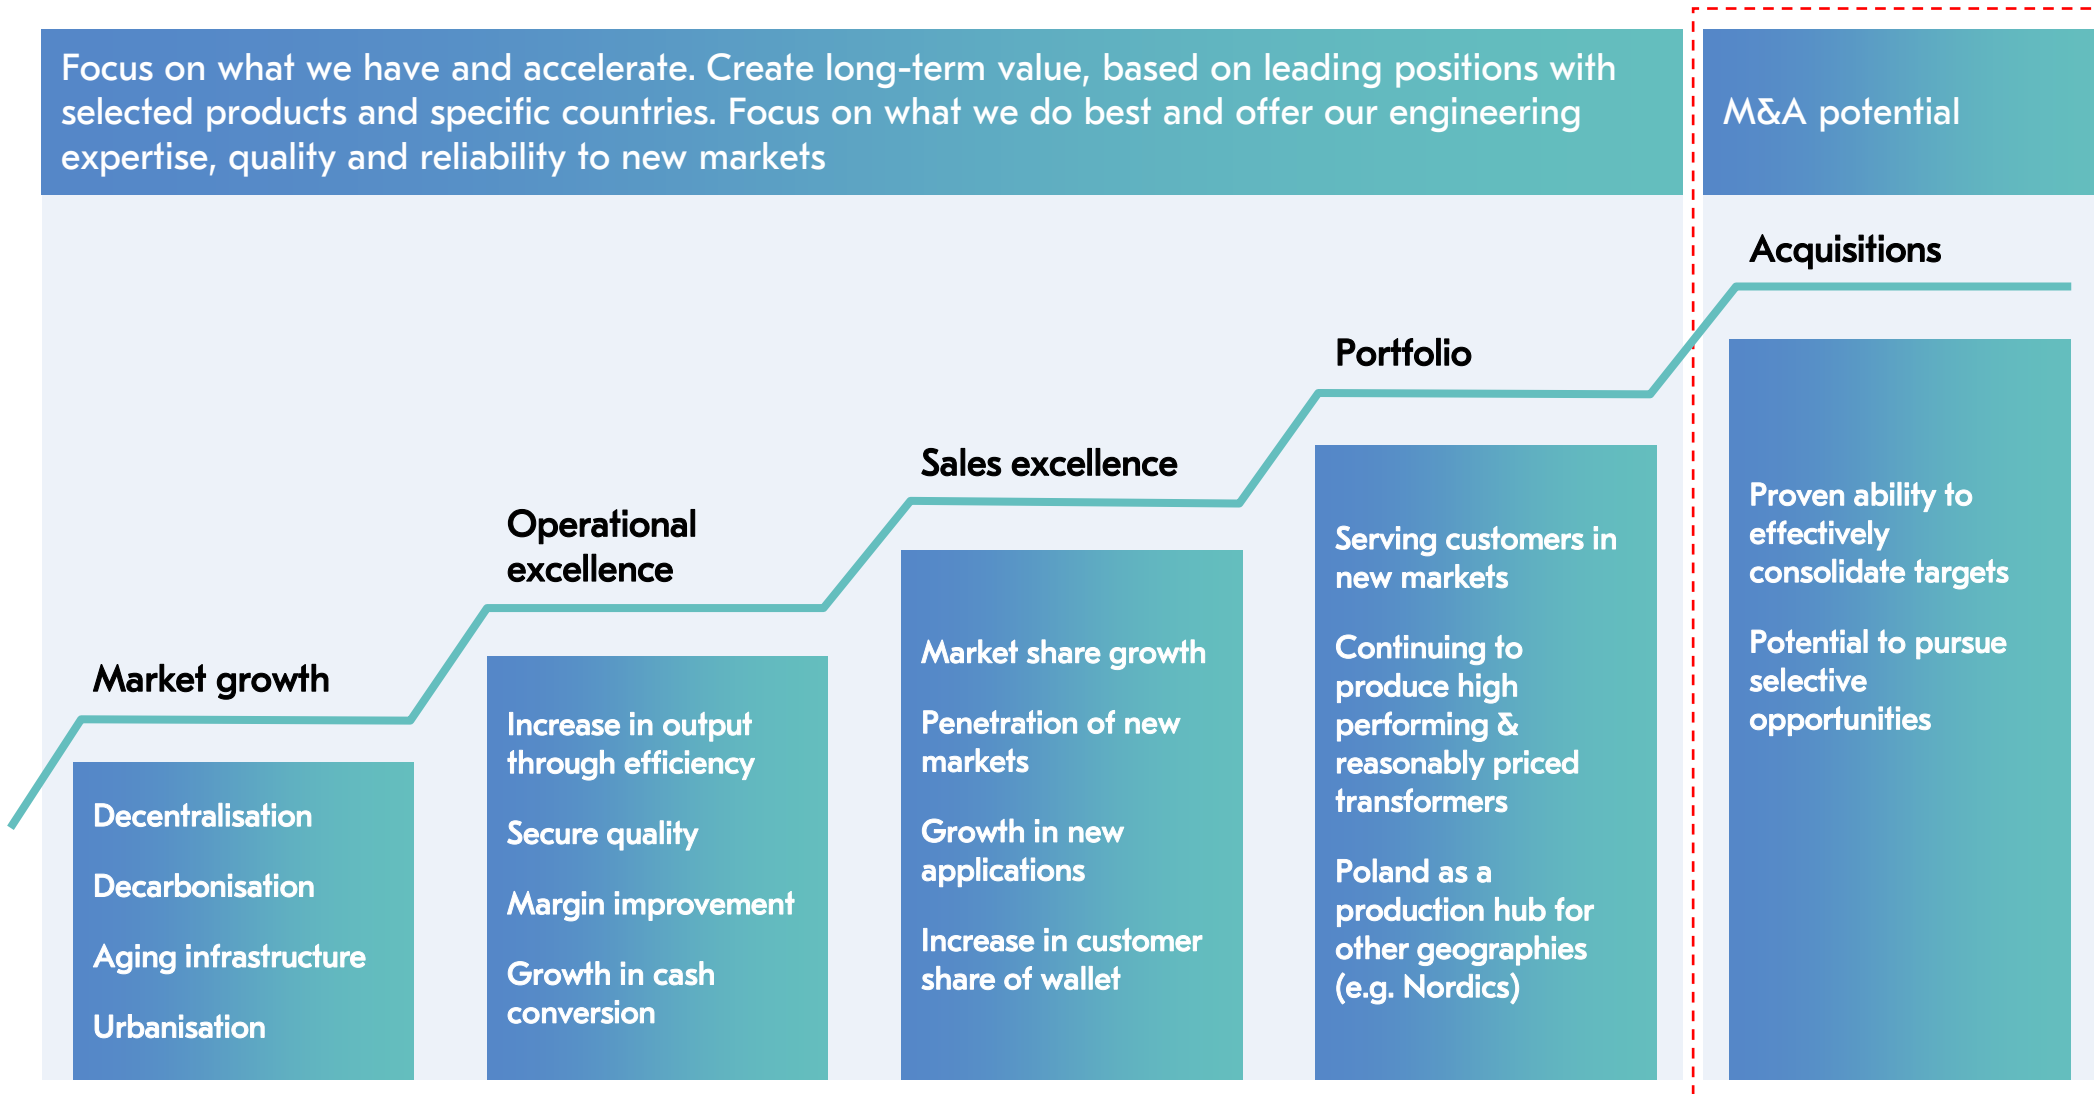 Focus on what we have and accelerate. Create long-term value, based on leading positions with
selected products and specific countries. Focus on what we do best and offer our engineering
expertise, quality and reliability to new markets
M&A potential
Market growth
Decentralisation
Decarbonisation
Aging infrastructure
Urbanisation
Operational
excellence
Increase in output
through efficiency
Secure quality
Margin improvement
Growth in cash
conversion
Sales excellence
Market share growth
Penetration of new
markets
Growth in new
applications
Increase in customer
share of wallet
Portfolio
Serving customers in
new markets
Continuing to
produce high
performing &
reasonably priced
transformers
Poland as a
production hub for
other geographies
(e.g. Nordics)
Acquisitions
Proven ability to
effectively
consolidate targets
Potential to pursue
selective
opportunities